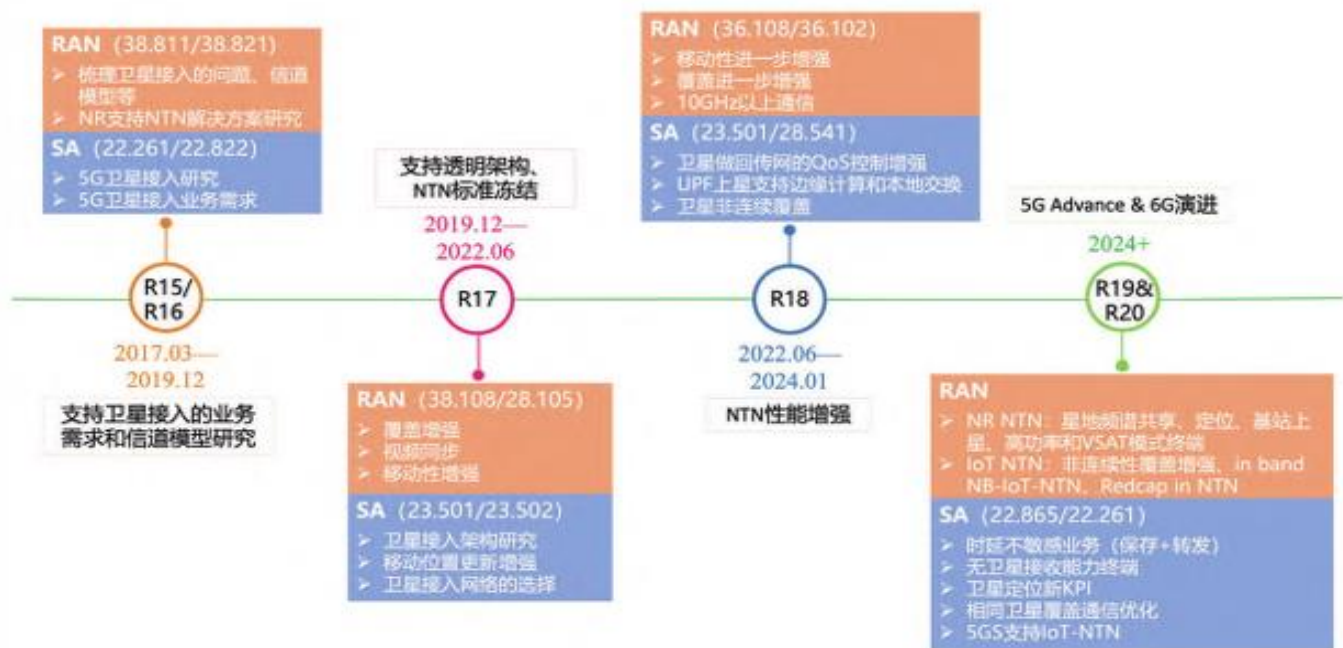 RAN (38.811/38.821)
➢ 梳理卫星接入的问题、信道
模型等
➢ NR支持NTN解决方案研究
SA (22.261/22.822)
➢ 5G卫星接入研究
➢ 5G卫星接入业务需求
R15/
R16
2017.03—
2019.12
支持卫星接入的业务
需求和信道模型研究
支持透明架构、
NTN标准冻结
2019.12—
2022.06
R17
RAN (38.108/28.105)
➢ 覆盖增强
➢ 视频同步
➢ 移动性增强
SA (23.501/23.502)
➢ 卫星接入架构研究
➢ 移动位置更新增强
➢ 卫星接入网络的选择
RAN (36.108/36.102)
➢ 移动性进一步增强
➢ 覆盖进一步增强
➢ 10GHz以上通信
SA (23.501/28.541)
➢ 卫星做回传网的QoS控制增强
➢ UPF上星支持边缘计算和本地交换
➢ 卫星非连续覆盖
R18
2022.06—
2024.01
NTN性能增强
5G Advance & 6G演进
2024+
R19&
R20
RAN
➢ NR NTN：星地频谱共享、定位、基站上
星、高功率和VSAT模式终端
➢ IoT NTN：非连续性覆盖增强、in band
NB-IoT-NTN、Redcap in NTN
SA (22.865/22.261)
➢ 时延不敏感业务（保存+转发）
➢ 无卫星接收能力终端
➢ 卫星定位新KPI
➢ 相同卫星覆盖通信优化
➢ 5GS支持IoT-NTN